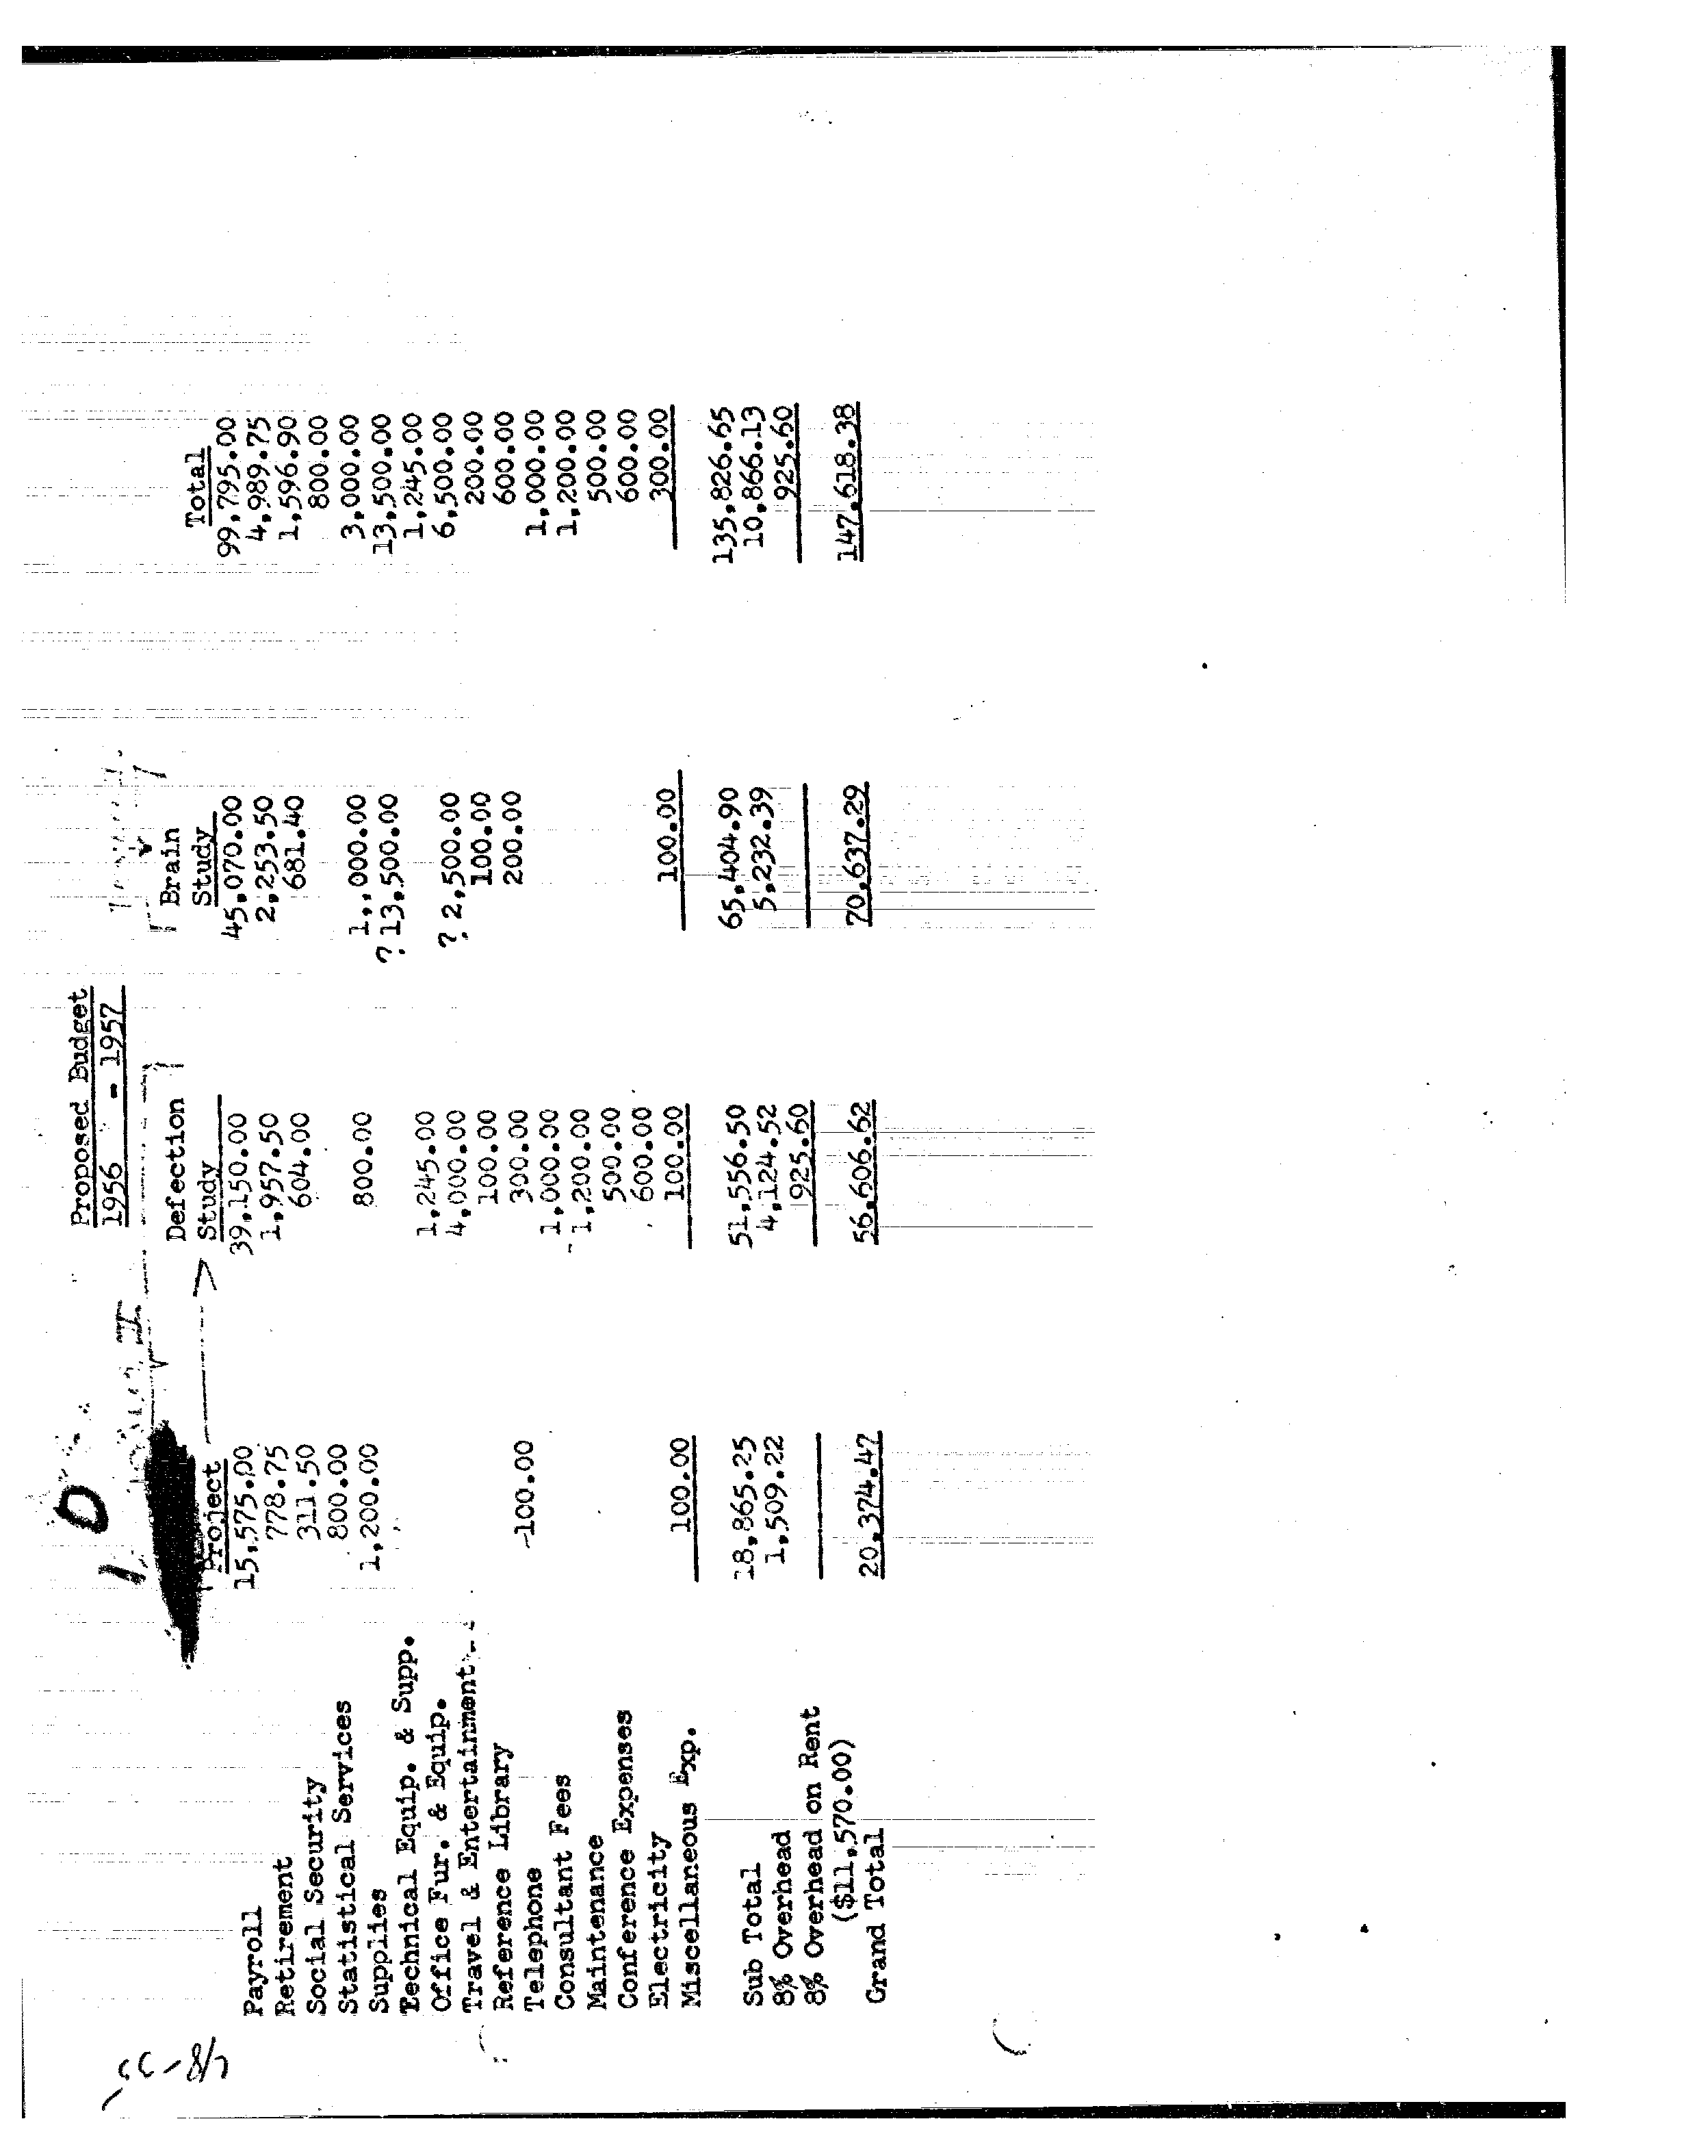 Proposed Budget
1956 - 1957
Defection Brain
Project Study Study Total
Payroll 15,575.00 39,150.00 45,070.00 99,795.00
Retirement 778.75 1,957.50 2,253.50 4,989.75
Social Security 311.50 604.00 681.40 1,596.90
Statistical Services 800.00 800.00
Supplies 1,200.00 800.00 1,,000.00 3,000.00
Technical Equip. & Supp. ? 13,500.00 13,500.00
Office Fur. & Equip. 1,245.00 1,245.00
Travel & Entertainment 4,000.00 ? 2,500.00 6,500.00
Reference Library 100.00 100.00 200.00
Telephone -100.00 300.00 200.00 600.00
Consultant Fees 1,000.00 1,000.00
Maintenance 1,200.00 1,200.00
Conference Expenses 500.00 500.00
Electricity 600.00 600.00
Miscellaneous Exp. 100.00 100.00 100.00 300.00
Sub Total 18,865.25 51,556.50 65,404.90 135,826.65
8% Overhead 1,509.22 4,124.52 5,232.39 10,866.13
8% Overhead on Rent 925.60 925.60
($11,570.00)
Grand Total 20,374.47 56,606.62 70,637.29 147,618.38